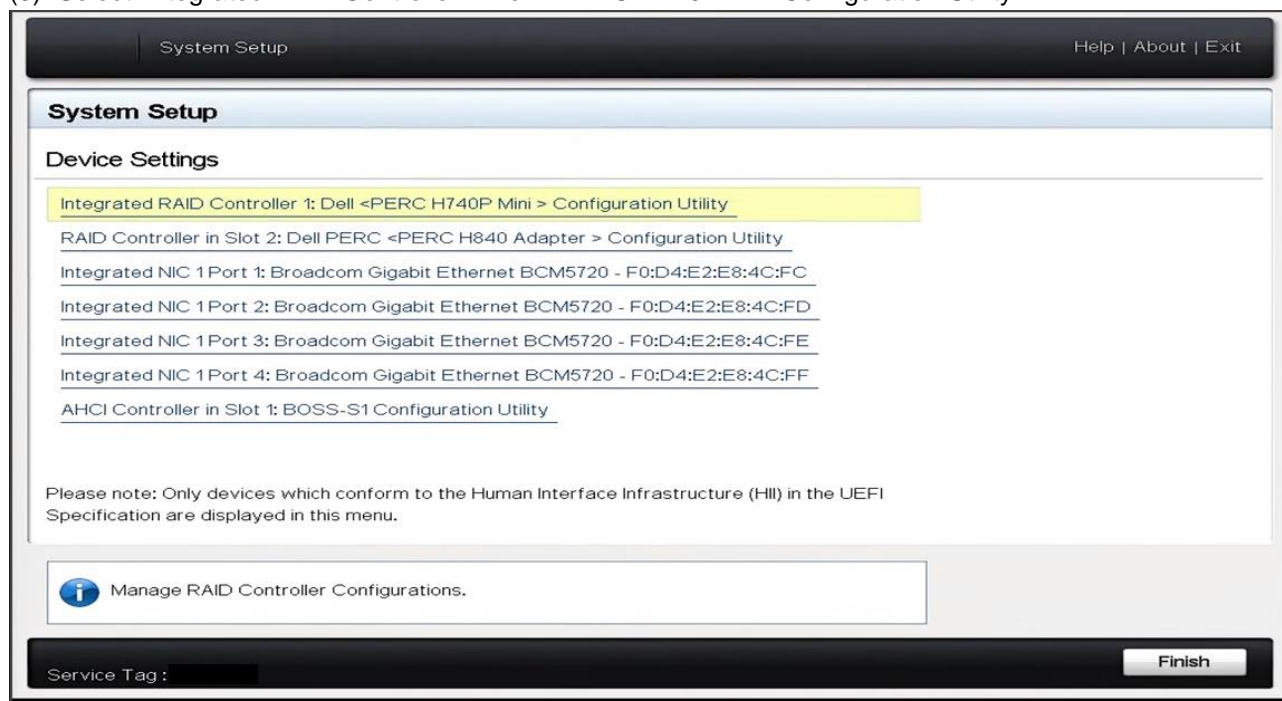 System Setup
Help | About | Exit
System Setup
Device Settings
Integrated RAID Controller 1: Dell <PERC H740P Mini > Configuration Utility
RAID Controller in Slot 2: Dell PERC <PERC H840 Adapter > Configuration Utility
Integrated NIC 1 Port 1: Broadcom Gigabit Ethernet BCM5720 - F0:D4:E2:E8:4C:FC
Integrated NIC 1 Port 2: Broadcom Gigabit Ethernet BCM5720 - F0:D4:E2:E8:4C:FD
Integrated NIC 1 Port 3: Broadcom Gigabit Ethernet BCM5720 - F0:D4:E2:E8:4C:FE
Integrated NIC 1 Port 4: Broadcom Gigabit Ethernet BCM5720 - F0:D4:E2:E8:4C:FF
AHCI Controller in Slot 1: BOSS-S1 Configuration Utility
Please note: Only devices which conform to the Human Interface Infrastructure (HII) in the UEFI
Specification are displayed in this menu.
Manage RAID Controller Configurations.
Service Tag :
Finish